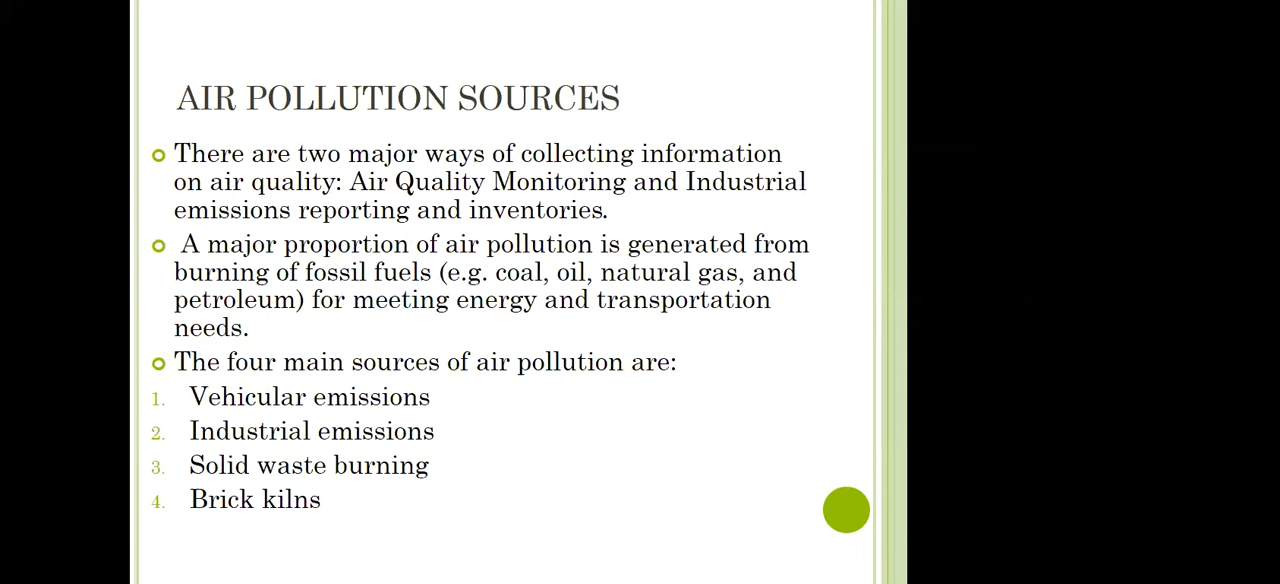 AIR POLLUTION SOURCES
There are two major ways of collecting information
on air quality: Air Quality Monitoring and Industrial
emissions reporting and inventories.
A major proportion of air pollution is generated from
burning of fossil fuels (e.g. coal, oil, natural gas, and
petroleum) for meeting energy and transportation
needs.
The four main sources of air pollution are:
1. Vehicular emissions
2. Industrial emissions
3. Solid waste burning
4. Brick kilns